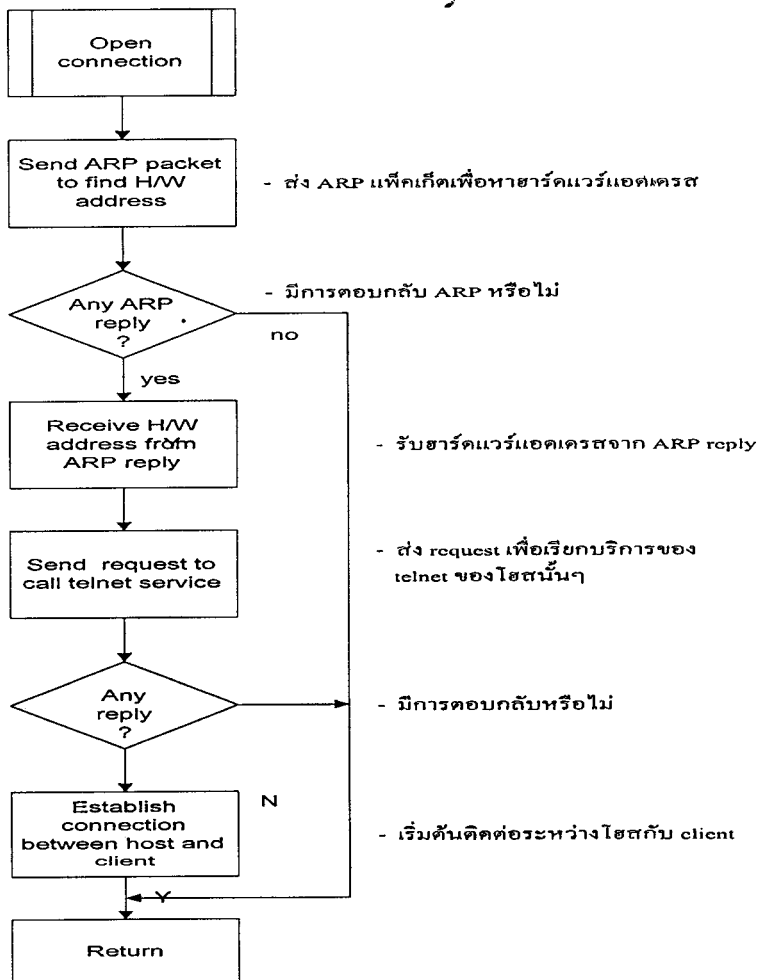 Open
connection
Send ARP packet
to find H/W
address
- ส่ง ARP แพ็คเก็ตเพื่อหาฮาร์ดแวร์แอดเดรส
Any ARP
reply
?
- มีการตอบกลับ ARP หรือไม่
no
yes
Receive H/W
address from
ARP reply
- รับฮาร์ดแวร์แอดเดรสจาก ARP reply
Send request to
call telnet service
- ส่ง request เพื่อเรียกบริการของ
telnet ของโฮสนั้นๆ
Any
reply
?
- มีการตอบกลับหรือไม่
Establish
connection
between host and
client
N
- เริ่มต้นติดต่อระหว่างโฮสกับ client
Y
Return